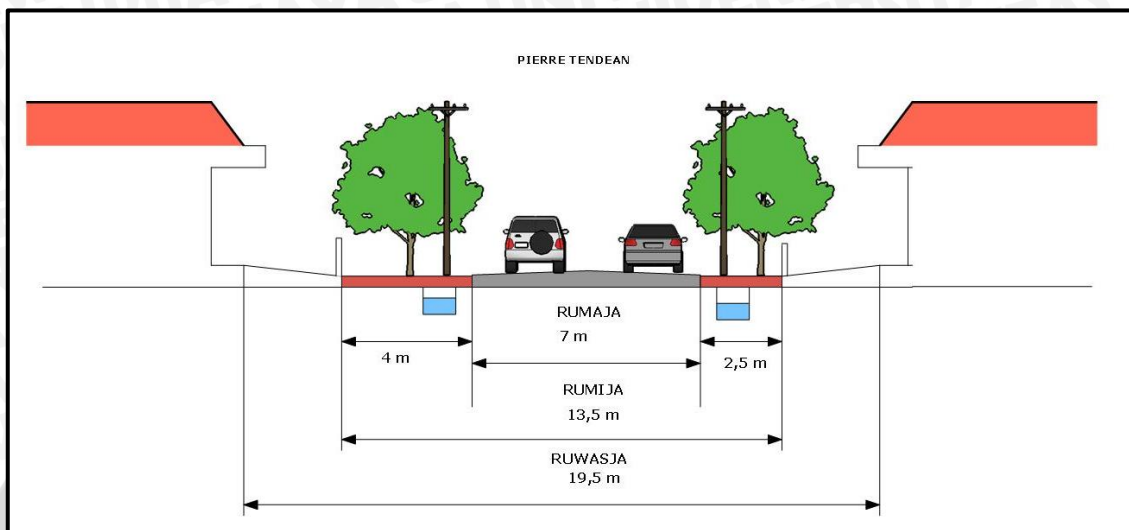 PIERRE TENDEAN
RUMAJA
7 m
4 m
2,5 m
RUMIJA
13,5 m
RUWASJA
19,5 m